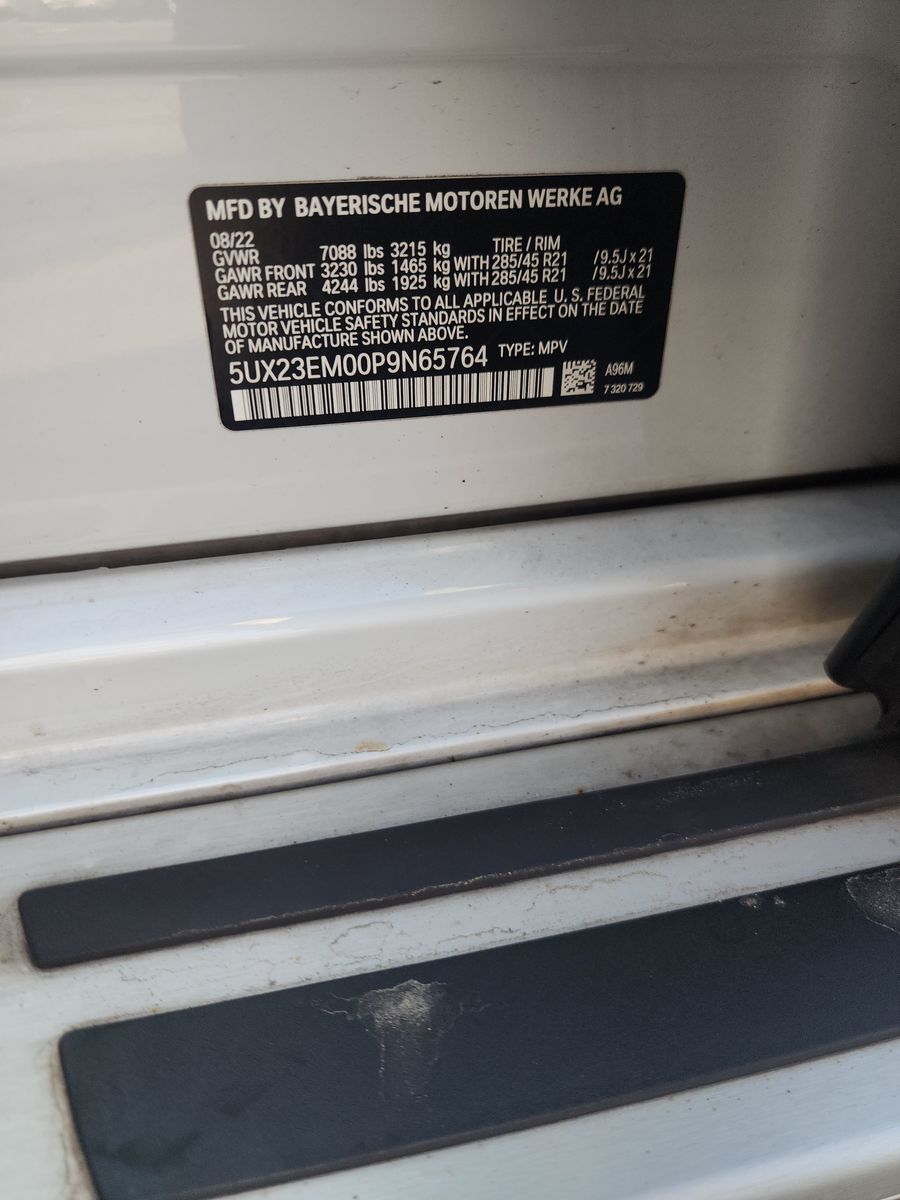 MFD BY BAYERISCHE MOTOREN WERKE AG
08/22
TIRE / RIM
GVWR 7088 lbs 3215 kg
GAWR FRONT 3230 lbs 1465 kg WITH 285/45 R21 /9.5J x 21
GAWR REAR 4244 lbs 1925 kg WITH 285/45 R21 /9.5J x 21
THIS VEHICLE CONFORMS TO ALL APPLICABLE U. S. FEDERAL
MOTOR VEHICLE SAFETY STANDARDS IN EFFECT ON THE DATE
OF MANUFACTURE SHOWN ABOVE.
5UX23EM00P9N65764 TYPE: MPV
A96M
7 320 729